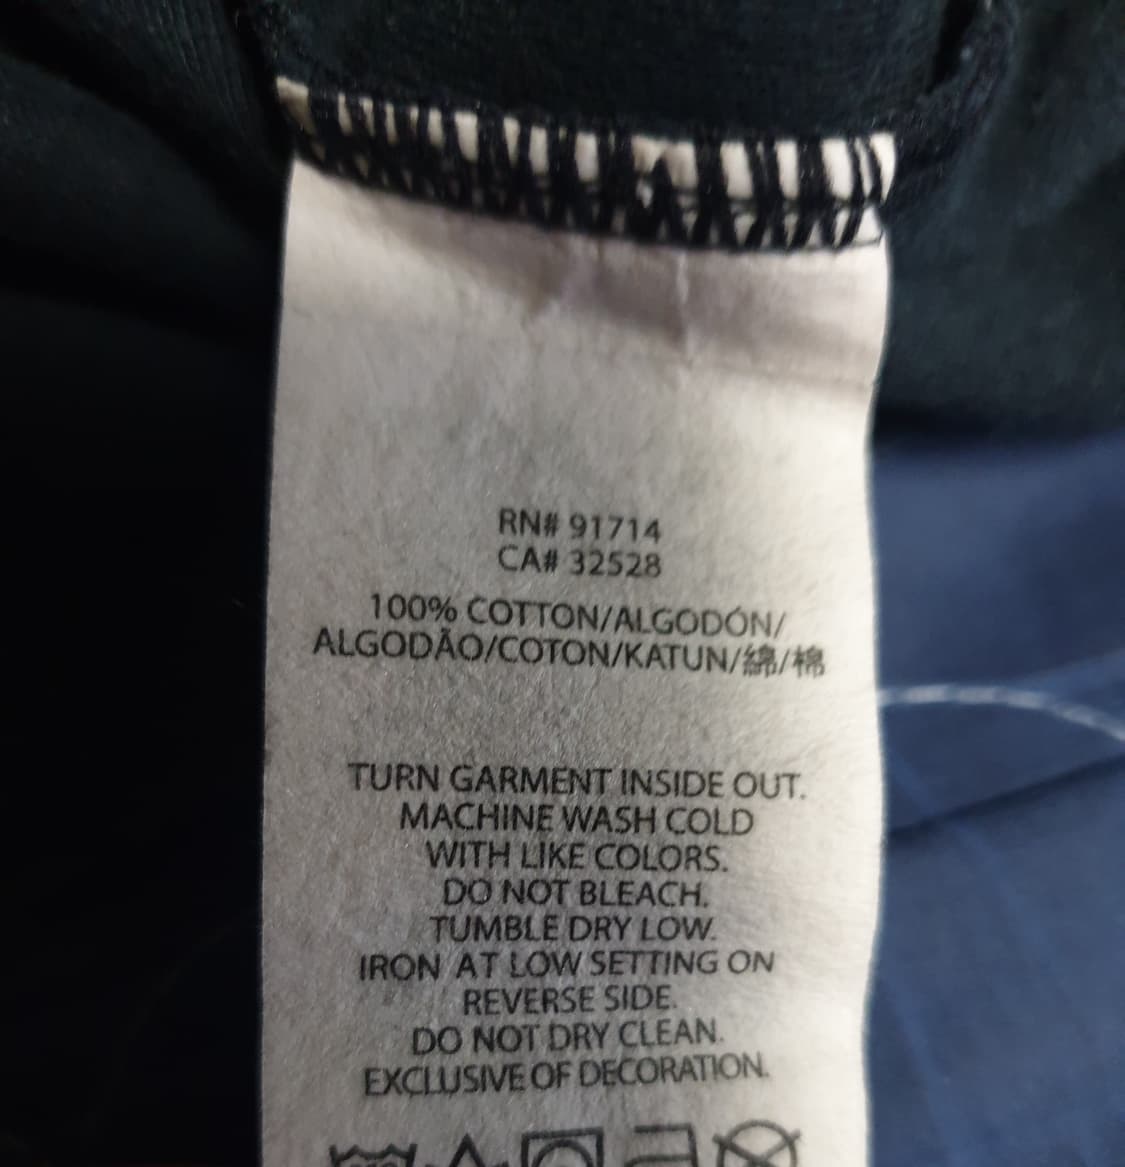 RN# 91714
CA# 32528
100% COTTON/ALGODÓN/
ALGODÃO/COTON/KATUN/綿/棉
TURN GARMENT INSIDE OUT.
MACHINE WASH COLD
WITH LIKE COLORS.
DO NOT BLEACH.
TUMBLE DRY LOW.
IRON AT LOW SETTING ON
REVERSE SIDE.
DO NOT DRY CLEAN.
EXCLUSIVE OF DECORATION.